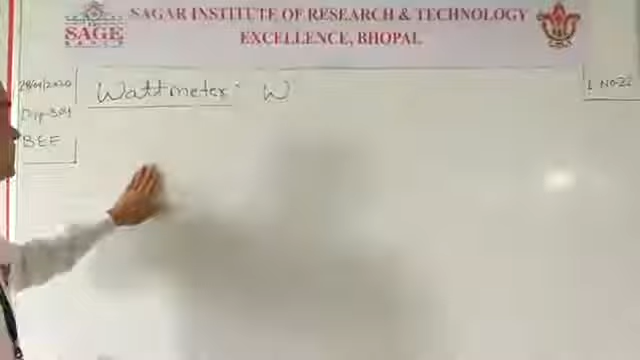 SAGE
SAGAR INSTITUTE OF RESEARCH & TECHNOLOGY
EXCELLENCE, BHOPAL
Wattmeter: W
BEE